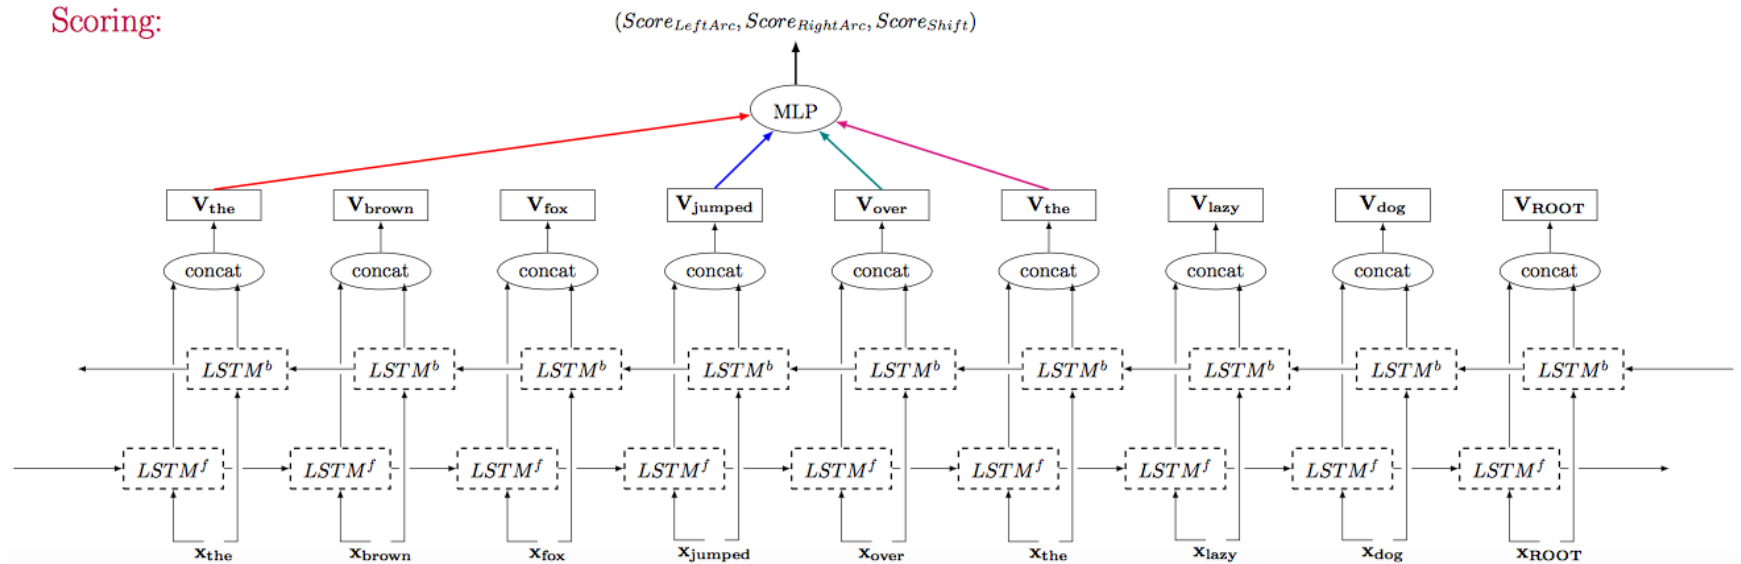 Scoring:
(Score_LeftArc, Score_RightArc, Score_Shift)
MLP
V_the V_brown V_fox V_jumped V_over V_the V_lazy V_dog V_ROOT
concat concat concat concat concat concat concat concat concat
LSTM^b LSTM^b LSTM^b LSTM^b LSTM^b LSTM^b LSTM^b LSTM^b LSTM^b
LSTM^f LSTM^f LSTM^f LSTM^f LSTM^f LSTM^f LSTM^f LSTM^f LSTM^f
x_the x_brown x_fox x_jumped x_over x_the x_lazy x_dog x_ROOT